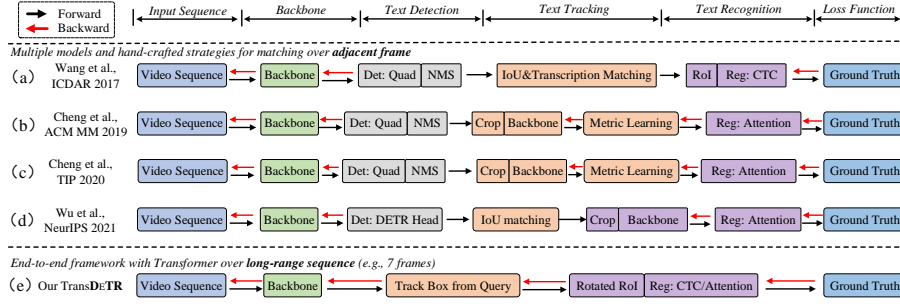 Forward
Backward
Input Sequence Backbone Text Detection Text Tracking Text Recognition Loss Function
Multiple models and hand-crafted strategies for matching over adjacent frame
(a) Wang et al., ICDAR 2017 Video Sequence Backbone Det: Quad NMS IoU&Transcription Matching RoI Reg: CTC Ground Truth
(b) Cheng et al., ACM MM 2019 Video Sequence Backbone Det: Quad NMS Crop Backbone Metric Learning Reg: Attention Ground Truth
(c) Cheng et al., TIP 2020 Video Sequence Backbone Det: Quad NMS Crop Backbone Metric Learning Reg: Attention Ground Truth
(d) Wu et al., NeurIPS 2021 Video Sequence Backbone Det: DETR Head IoU matching Crop Backbone Reg: Attention Ground Truth
End-to-end framework with Transformer over long-range sequence (e.g., 7 frames)
(e) Our TransDETR Video Sequence Backbone Track Box from Query Rotated RoI Reg: CTC/Attention Ground Truth